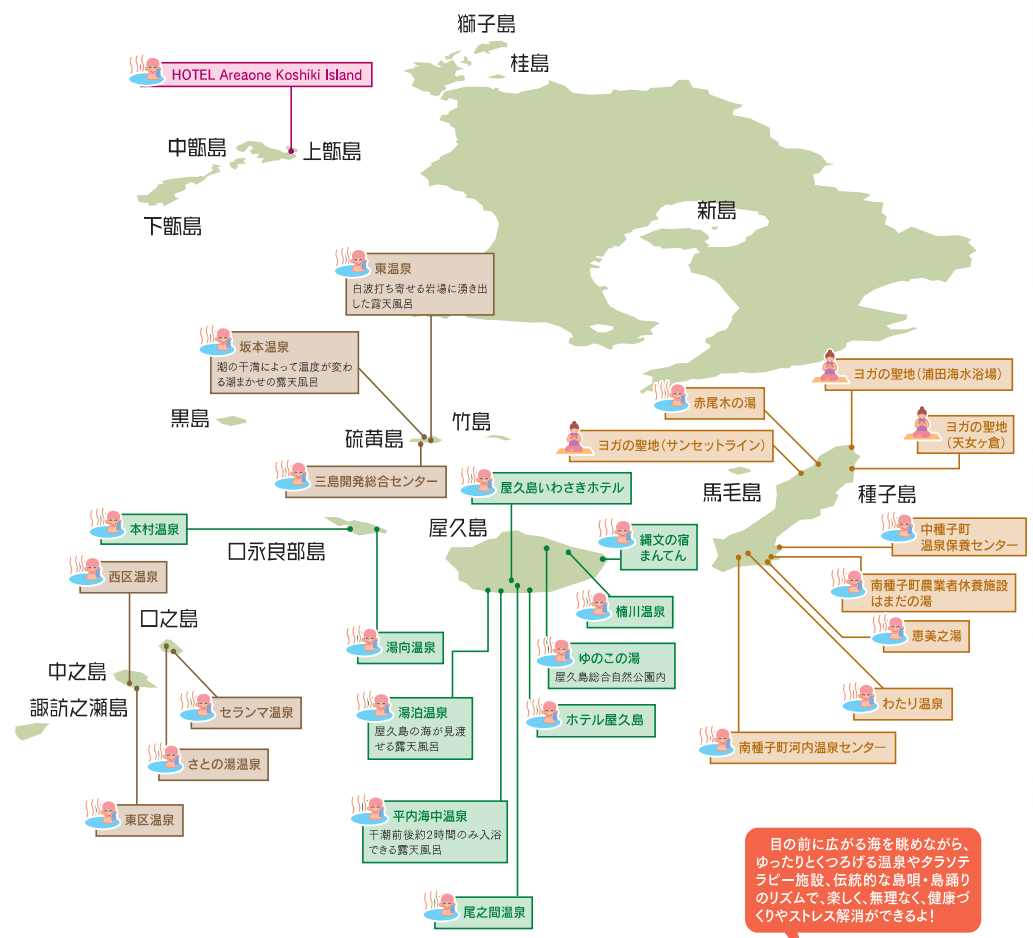 獅子島
桂島
HOTEL Areaone Koshiki Island
中甑島
上甑島
下甑島
新島
東温泉
白波打ち寄せる岩場に湧き出
した露天風呂
坂本温泉
潮の干満によって温度が変わ
る潮まかせの露天風呂
黒島
硫黄島
竹島
三島開発総合センター
ヨガの聖地(浦田海水浴場)
赤尾木の湯
ヨガの聖地
(天女ヶ倉)
ヨガの聖地(サンセットライン)
馬毛島
種子島
屋久島いわさきホテル
本村温泉
口永良部島
屋久島
縄文の宿
まんてん
中種子町
温泉保養センター
西区温泉
南種子町農業者休養施設
はまだの湯
楠川温泉
口之島
湯向温泉
恵美之湯
ゆのこの湯
屋久島総合自然公園内
中之島
諏訪之瀬島
セランマ温泉
湯泊温泉
屋久島の海が見渡
せる露天風呂
ホテル屋久島
わたり温泉
南種子町河内温泉センター
さとの湯温泉
東区温泉
平内海中温泉
干潮前後約2時間のみ入浴
できる露天風呂
尾之間温泉
目の前に広がる海を眺めながら、
ゆったりとくつろげる温泉やタラソテ
ラピー施設、伝統的な島唄・島踊り
のリズムで、楽しく、無理なく、健康づ
くりやストレス解消ができるよ!